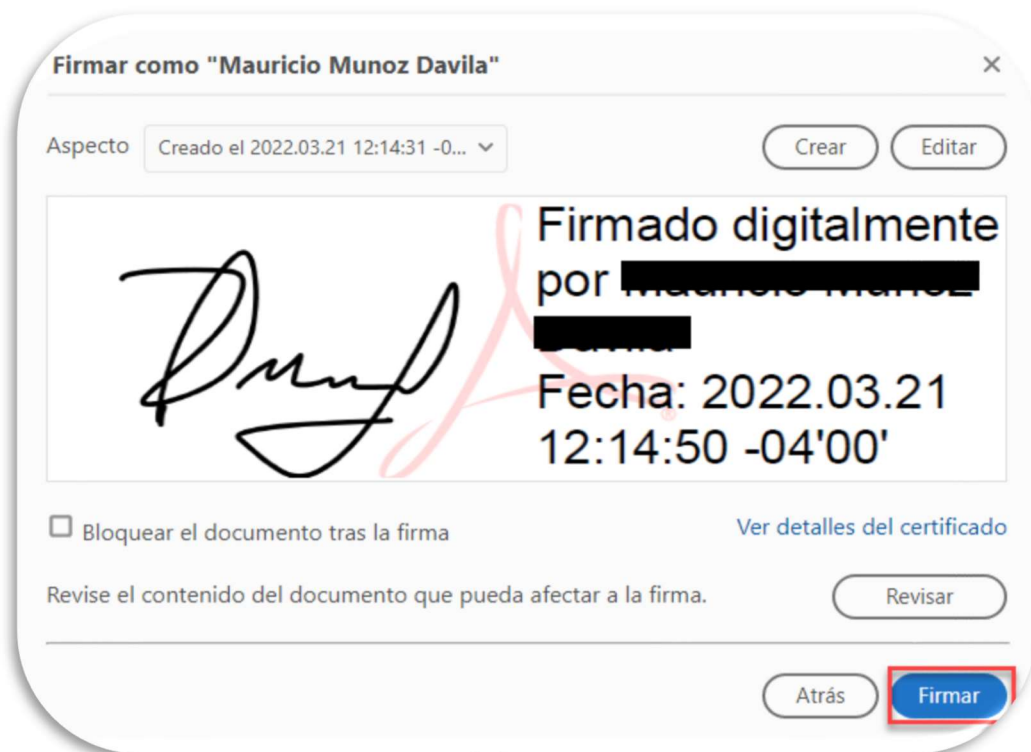 Firmar como "Mauricio Munoz Davila"
Aspecto Creado el 2022.03.21 12:14:31 -0... Crear Editar
Firmado digitalmente
por
Fecha: 2022.03.21
12:14:50 -04'00'
Bloquear el documento tras la firma Ver detalles del certificado
Revise el contenido del documento que pueda afectar a la firma. Revisar
Atrás Firmar